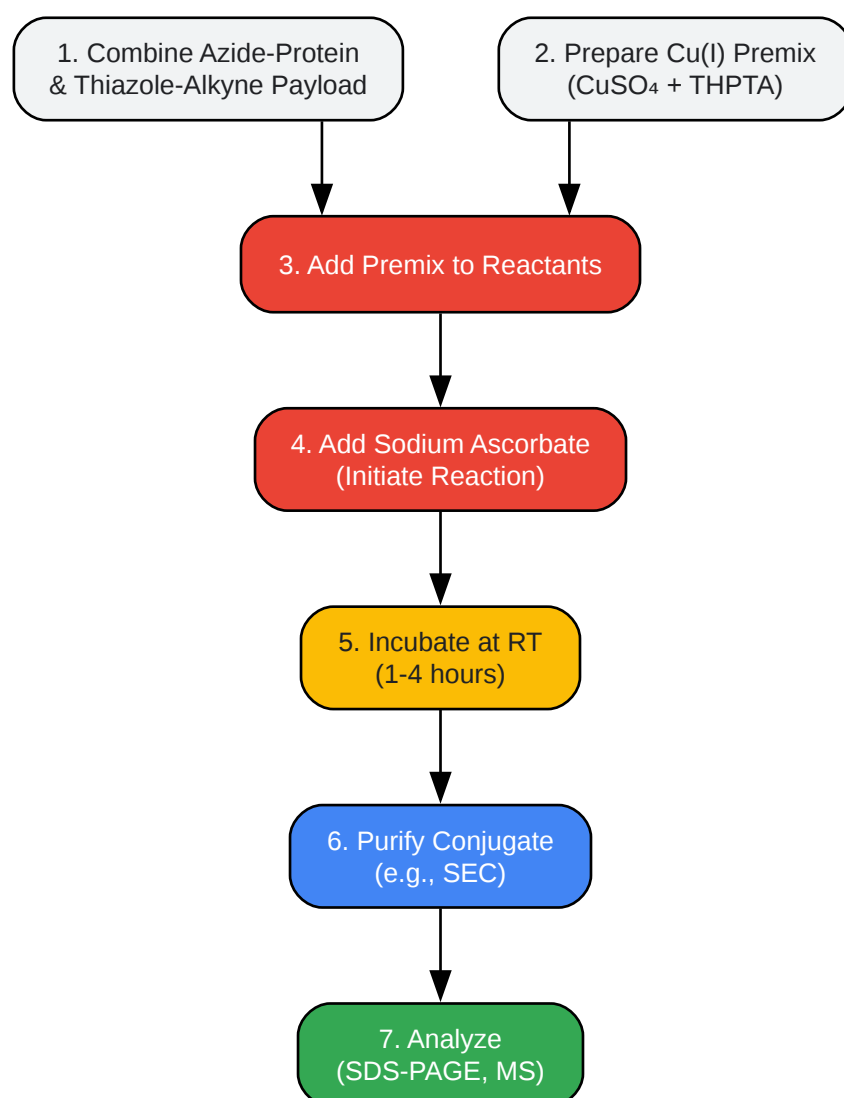 1. Combine Azide-Protein
& Thiazole-Alkyne Payload
2. Prepare Cu(I) Premix
(CuSO₄ + THPTA)
3. Add Premix to Reactants
4. Add Sodium Ascorbate
(Initiate Reaction)
5. Incubate at RT
(1-4 hours)
6. Purify Conjugate
(e.g., SEC)
7. Analyze
(SDS-PAGE, MS)